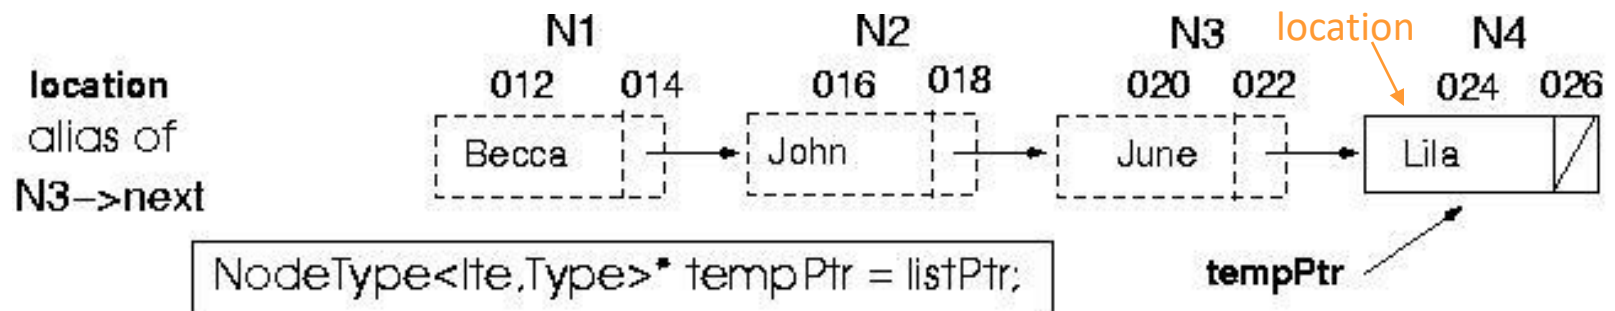 N1 N2 N3 location N4
location 012 014 016 018 020 022 024 026
alias of Becca John June Lila
N3–>next
NodeType<Ite,Type>* tempPtr = listPtr;
tempPtr